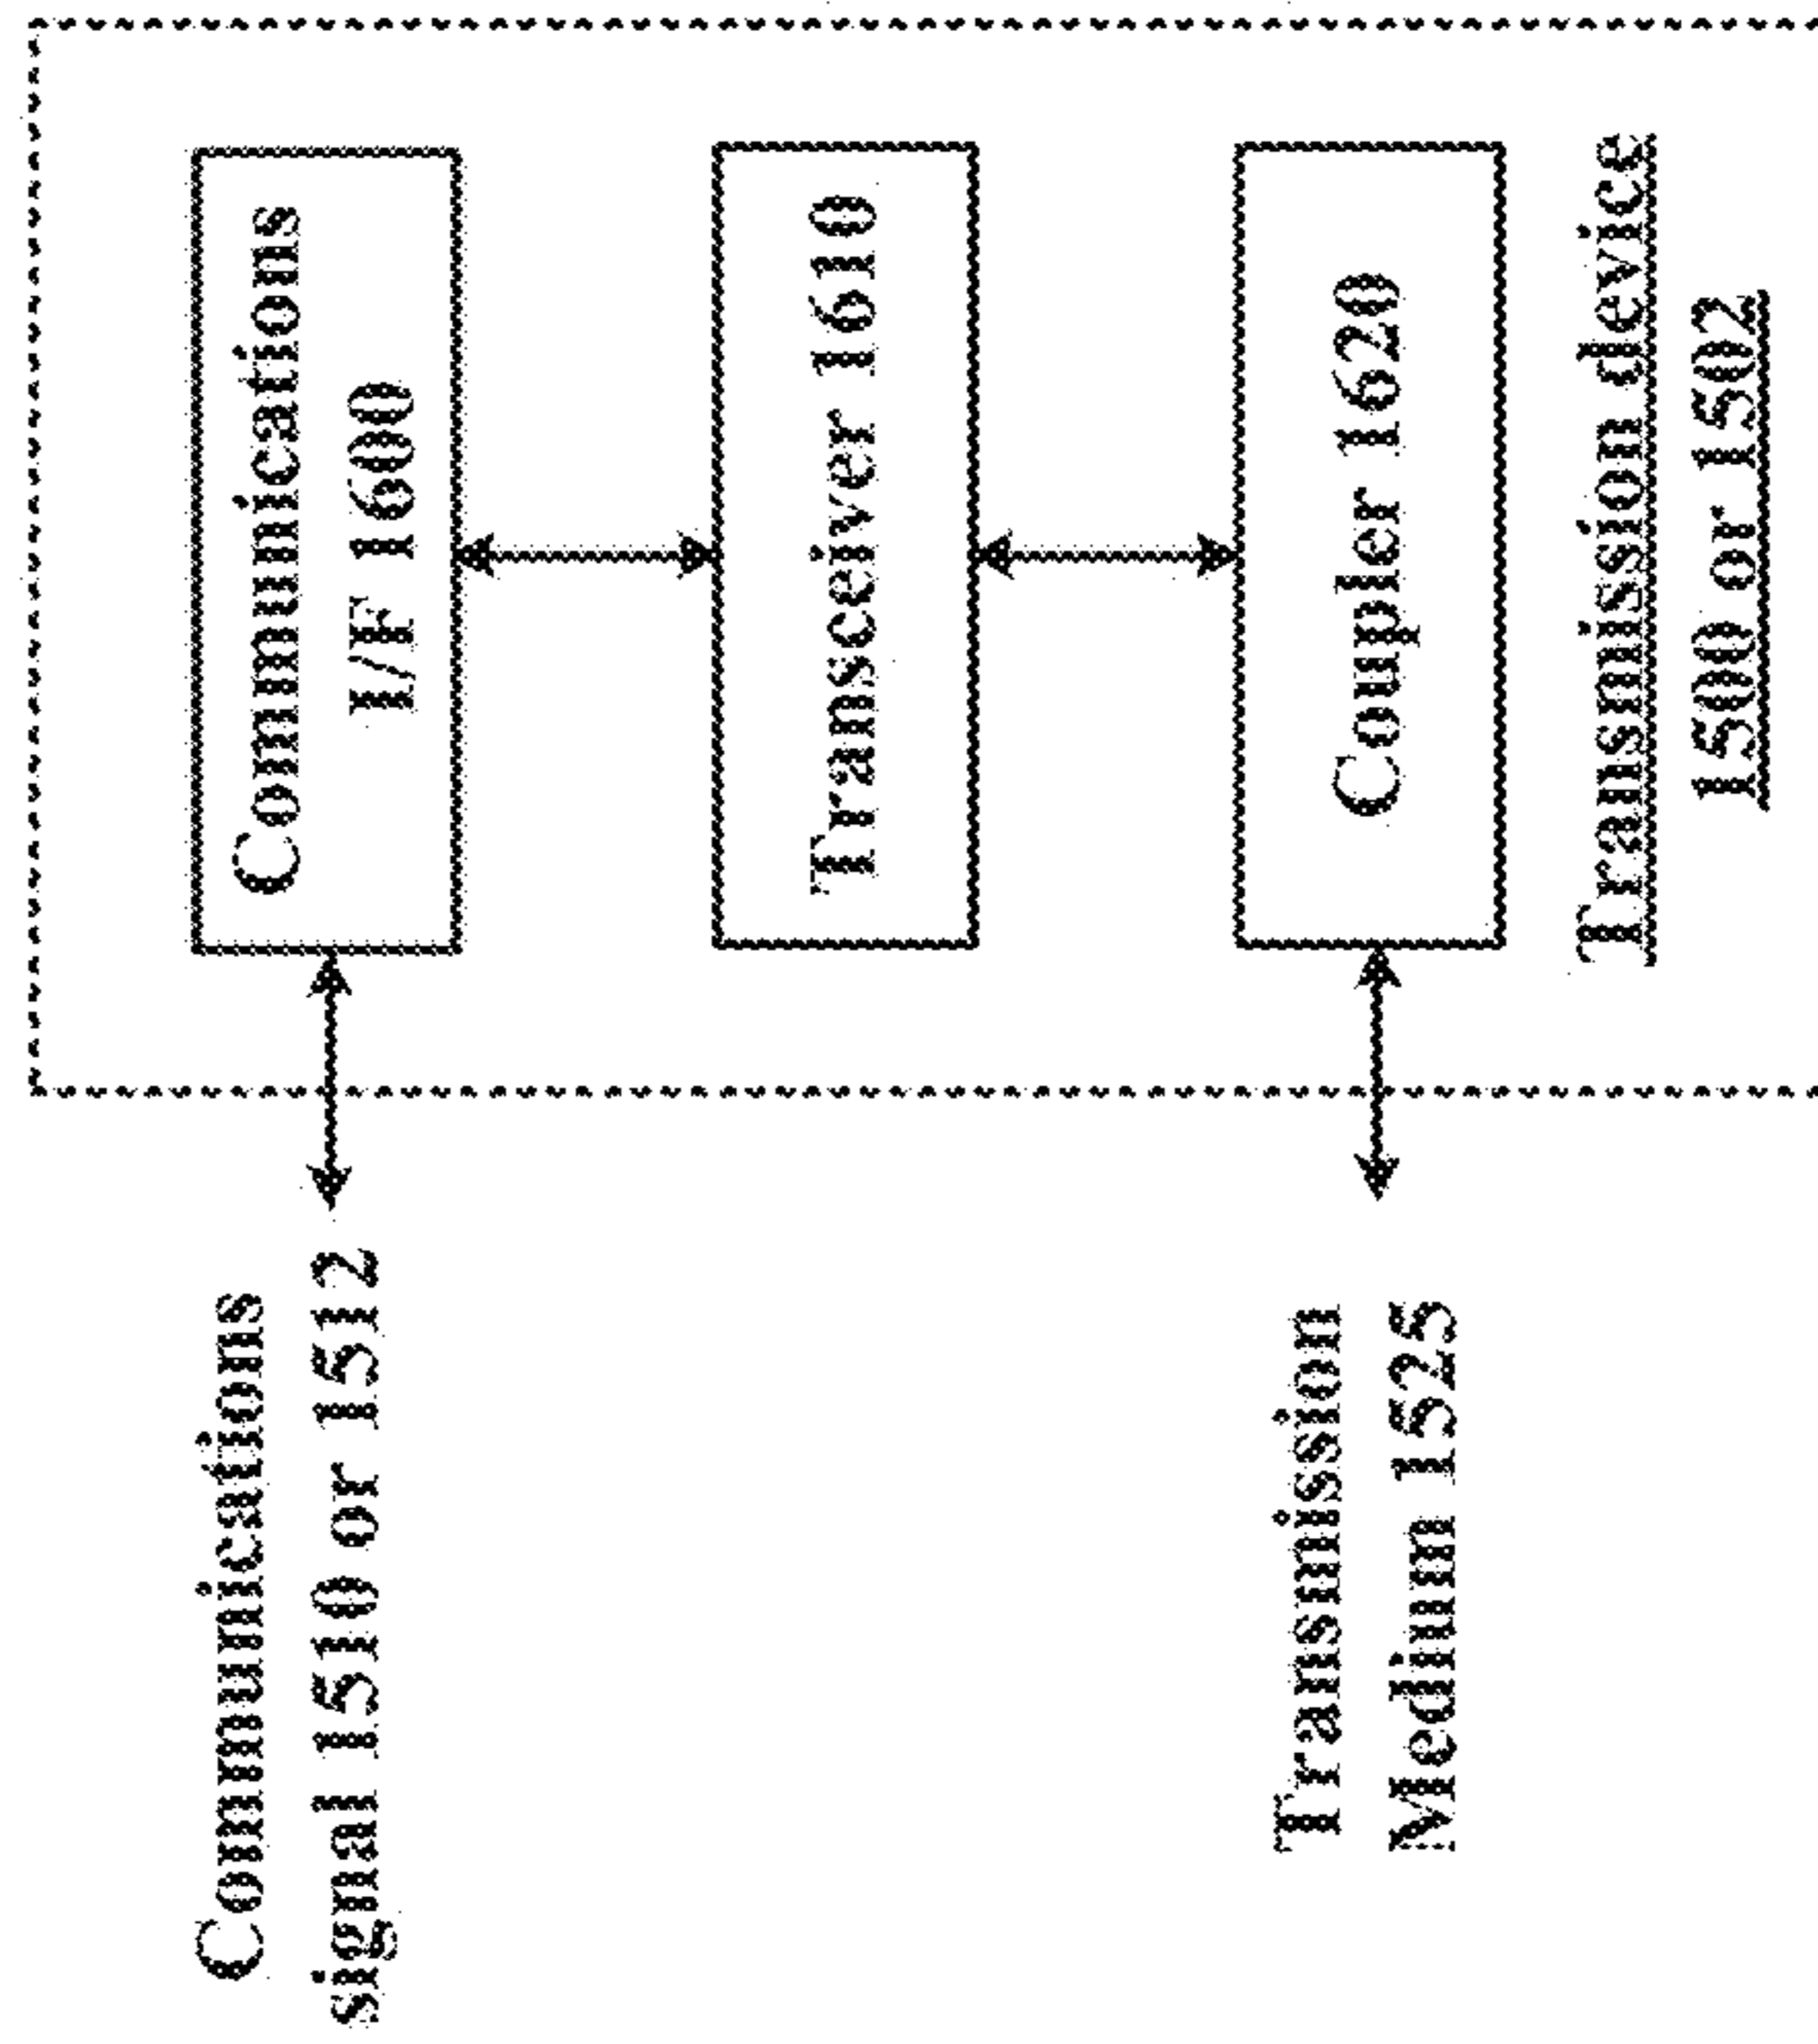 Communications
signal 1510 or 1512
Communications
I/F 1600
Transceiver 1610
Transmission
Medium 1525
Coupler 1620
Transmission device
1500 or 1502